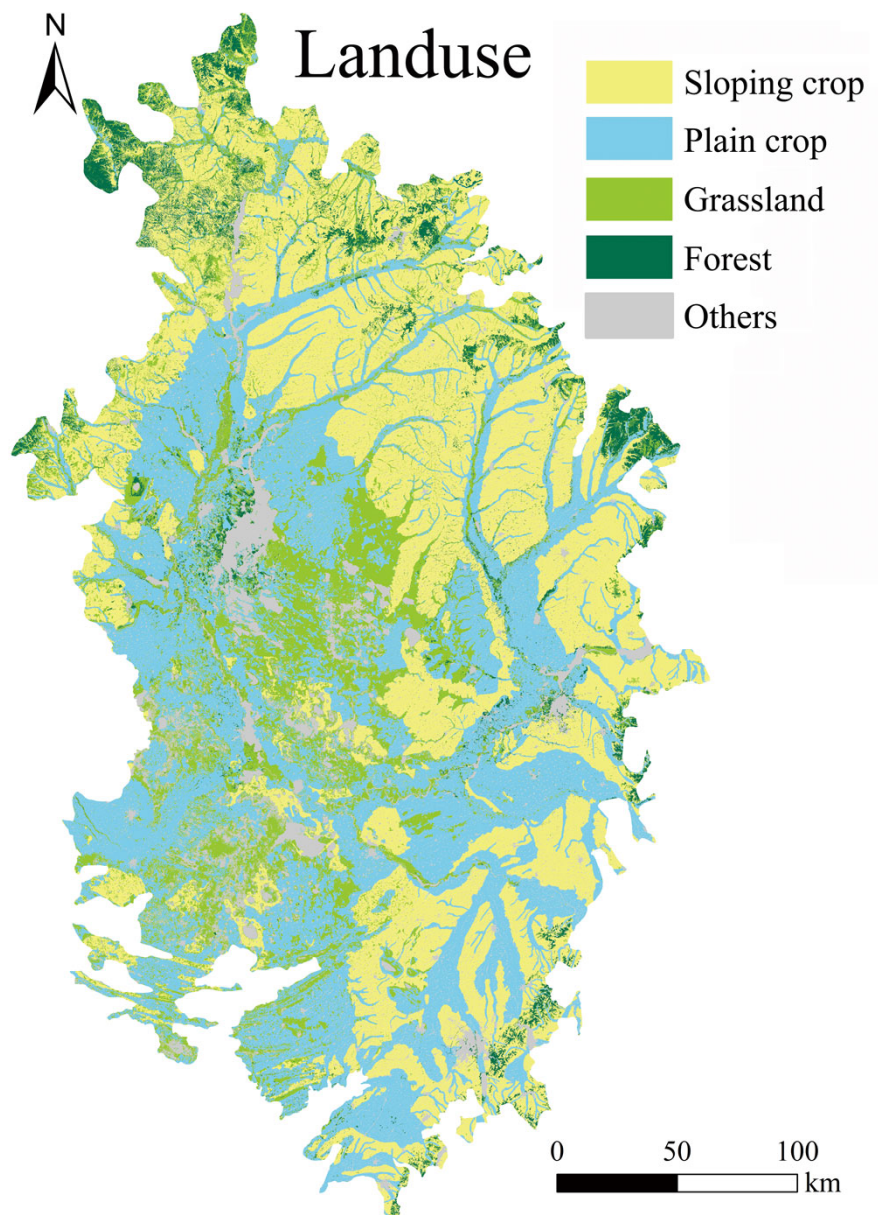 N
Landuse
Sloping crop
Plain crop
Grassland
Forest
Others
0 50 100
km